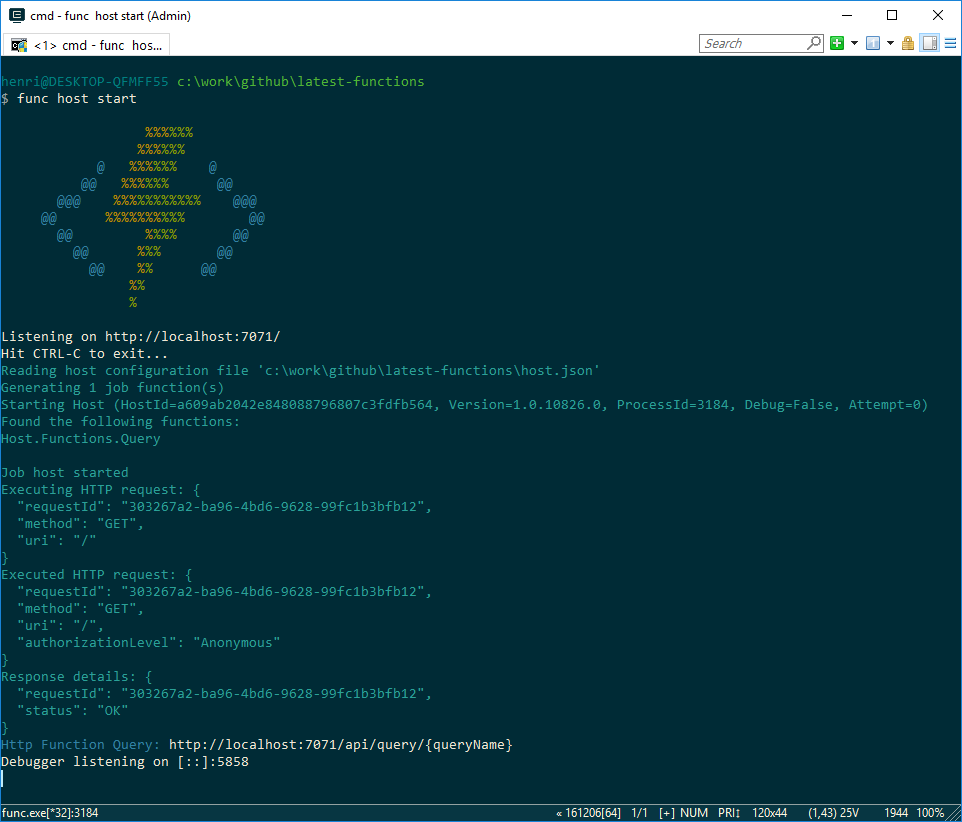 cmd - func  host start (Admin)
<1> cmd - func  hos...
Search
henri@DESKTOP-QFMFF55 c:\work\github\latest-functions
$ func host start
                  %%%%%%
                 %%%%%%
            @   %%%%%%    @
          @@   %%%%%%      @@
       @@@    %%%%%%%%%%%    @@@
     @@      %%%%%%%%%%        @@
       @@         %%%%       @@
         @@      %%%       @@
           @@    %%      @@
                %%
                %
Listening on http://localhost:7071/
Hit CTRL-C to exit...
Reading host configuration file 'c:\work\github\latest-functions\host.json'
Generating 1 job function(s)
Starting Host (HostId=a609ab2042e848088796807c3fdfb564, Version=1.0.10826.0, ProcessId=3184, Debug=False, Attempt=0)
Found the following functions:
Host.Functions.Query
Job host started
Executing HTTP request: {
  "requestId": "303267a2-ba96-4bd6-9628-99fc1b3bfb12",
  "method": "GET",
  "uri": "/"
}
Executed HTTP request: {
  "requestId": "303267a2-ba96-4bd6-9628-99fc1b3bfb12",
  "method": "GET",
  "uri": "/",
  "authorizationLevel": "Anonymous"
}
Response details: {
  "requestId": "303267a2-ba96-4bd6-9628-99fc1b3bfb12",
  "status": "OK"
}
Http Function Query: http://localhost:7071/api/query/{queryName}
Debugger listening on [::]:5858
func.exe[*32]:3184 « 161206[64] 1/1 [+] NUM PRI↕ 120x44 (1,43) 25V 1944 100%